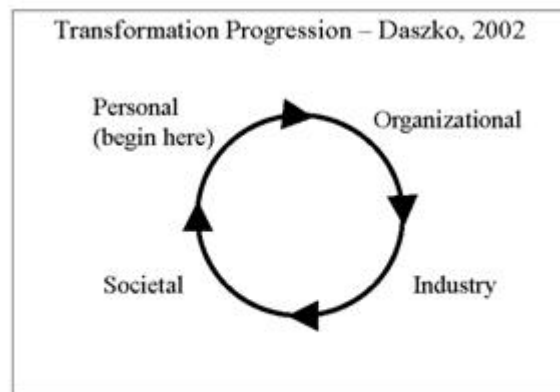 Transformation Progression – Daszko, 2002
Personal
(begin here)
Organizational
Societal
Industry